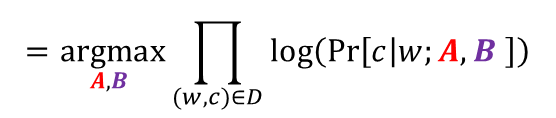 = argmax ∏ log(Pr[c|w; A, B ])
A,B (w,c)∈D